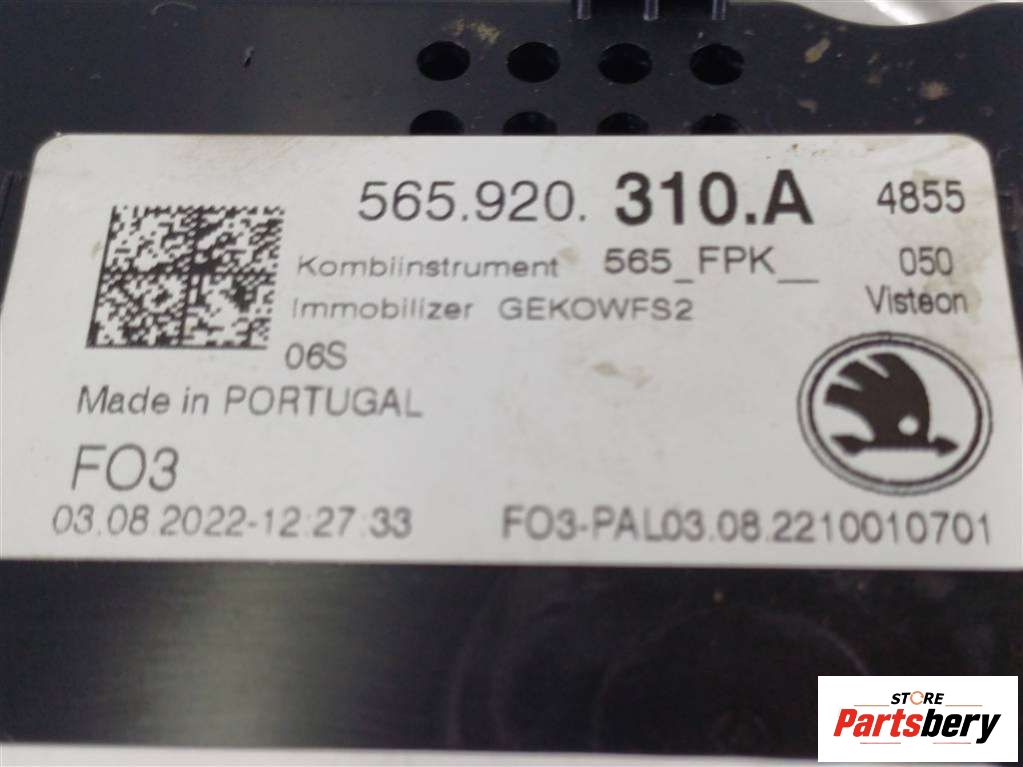 565.920. 310.A 4855
Kombiinstrument 565_FPK__ 050
Immobilizer GEKOWFS2 Visteon
06S
Made in PORTUGAL
FO3
03.08.2022-12:27:33 FO3-PAL03.08.2210010701
STORE
Partsbery